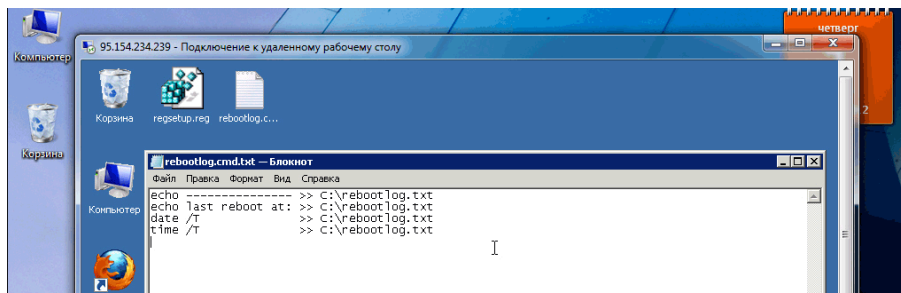 четверг
Компьютер
95.154.234.239 - Подключение к удаленному рабочему столу
2
Корзина
regsetup.reg
rebootlog.c...
Корзина
rebootlog.cmd.txt — Блокнот
Файл Правка Формат Вид Справка
Компьютер
echo --------------- >> C:\rebootlog.txt
echo last reboot at: >> C:\rebootlog.txt
date /T >> C:\rebootlog.txt
time /T >> C:\rebootlog.txt